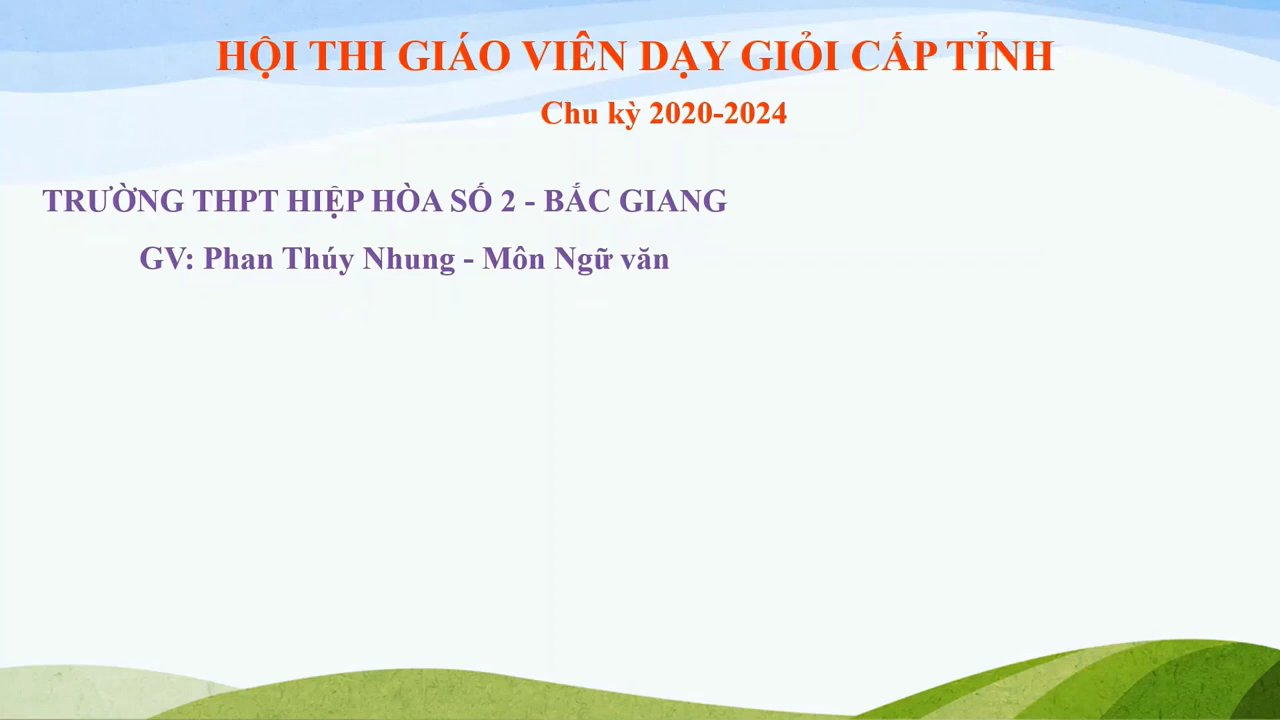 HỘI THI GIÁO VIÊN DẠY GIỎI CẤP TỈNH
Chu kỳ 2020-2024
TRƯỜNG THPT HIỆP HÒA SỐ 2 - BẮC GIANG
GV: Phan Thúy Nhung - Môn Ngữ văn